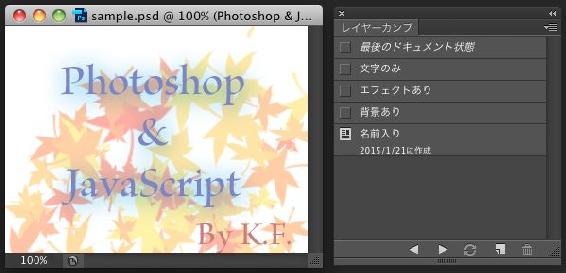 sample.psd @ 100% (Photoshop & J...
Photoshop
&
JavaScript
By K.F.
100%
レイヤーカンプ
最後のドキュメント状態
文字のみ
エフェクトあり
背景あり
名前入り
2015/1/21に作成